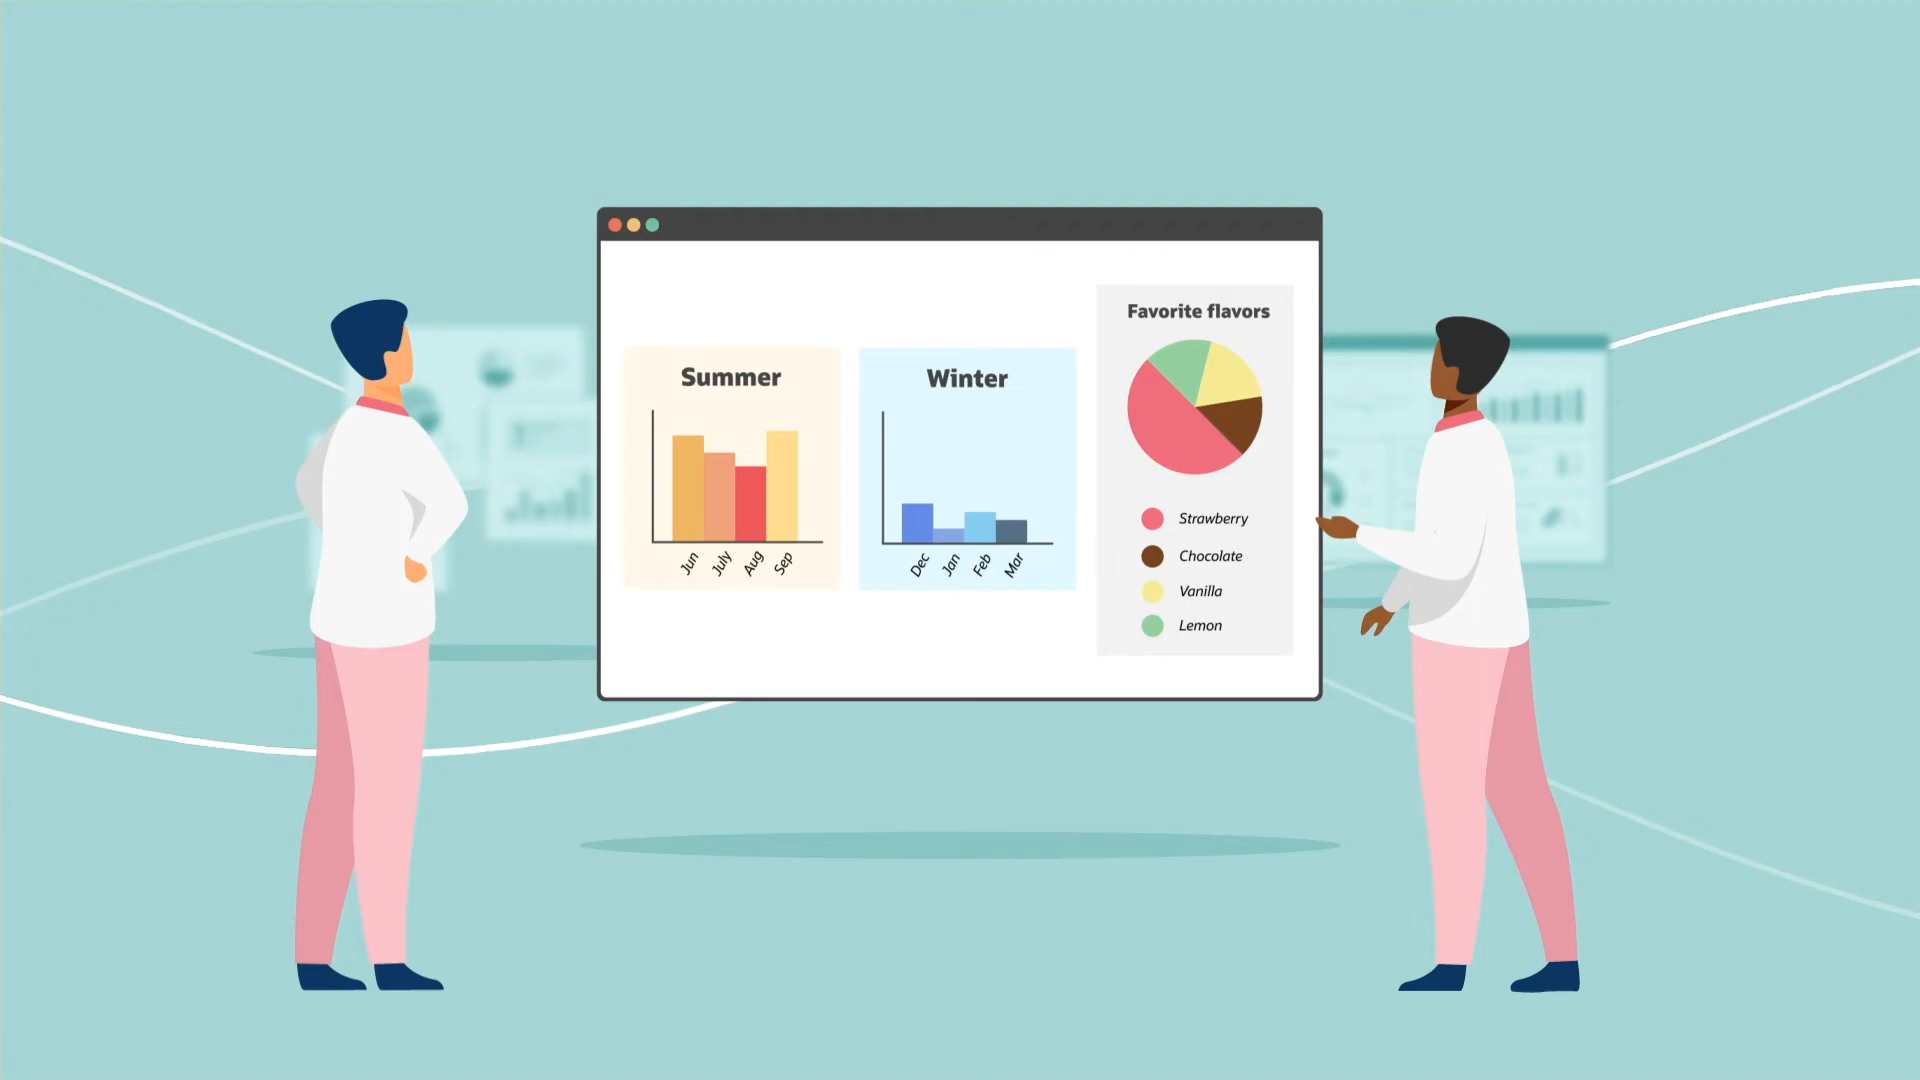 Summer
Jun
July
Aug
Sep
Winter
Dec
Jan
Feb
Mar
Favorite flavors
Strawberry
Chocolate
Vanilla
Lemon